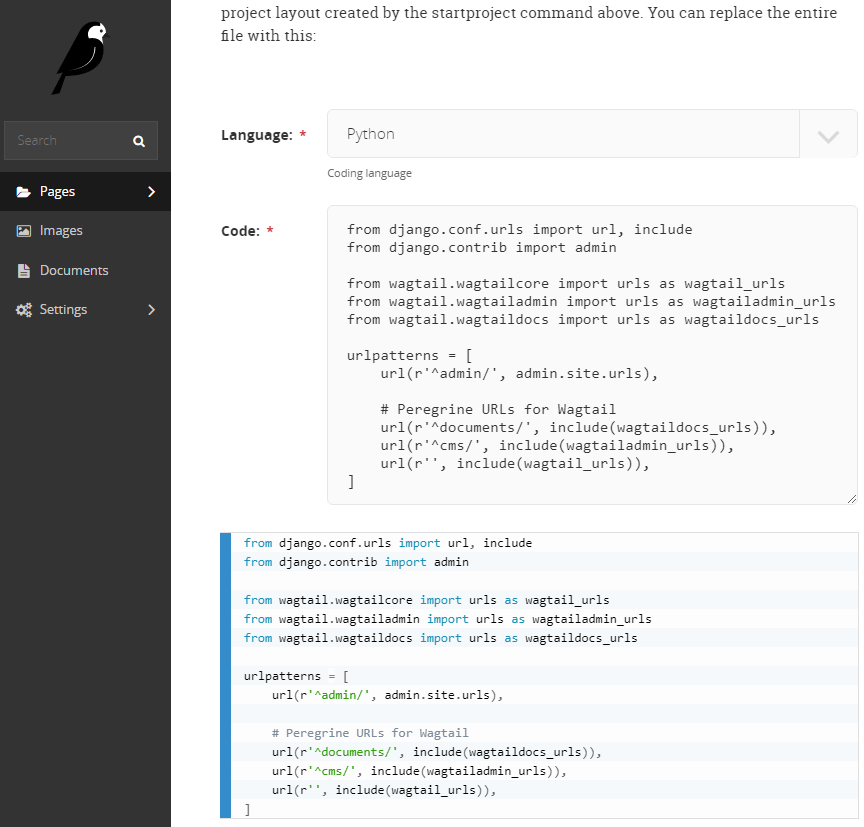 project layout created by the startproject command above. You can replace the entire
file with this:
Search
Pages
Images
Documents
Settings
Language: *
Python
Coding language
Code: *
from django.conf.urls import url, include
from django.contrib import admin

from wagtail.wagtailcore import urls as wagtail_urls
from wagtail.wagtailadmin import urls as wagtailadmin_urls
from wagtail.wagtaildocs import urls as wagtaildocs_urls

urlpatterns = [
    url(r'^admin/', admin.site.urls),

    # Peregrine URLs for Wagtail
    url(r'^documents/', include(wagtaildocs_urls)),
    url(r'^cms/', include(wagtailadmin_urls)),
    url(r'', include(wagtail_urls)),
]
from django.conf.urls import url, include
from django.contrib import admin

from wagtail.wagtailcore import urls as wagtail_urls
from wagtail.wagtailadmin import urls as wagtailadmin_urls
from wagtail.wagtaildocs import urls as wagtaildocs_urls

urlpatterns = [
    url(r'^admin/', admin.site.urls),

    # Peregrine URLs for Wagtail
    url(r'^documents/', include(wagtaildocs_urls)),
    url(r'^cms/', include(wagtailadmin_urls)),
    url(r'', include(wagtail_urls)),
]